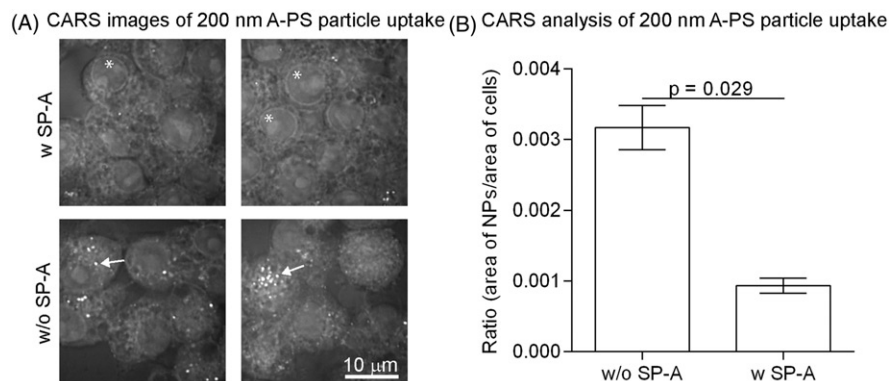 (A) CARS images of 200 nm A-PS particle uptake
w SP-A
*
*
*
w/o SP-A
10 μm
(B) CARS analysis of 200 nm A-PS particle uptake
Ratio (area of NPs/area of cells)
0.004
0.003
0.002
0.001
0.000
p = 0.029
w/o SP-A
w SP-A